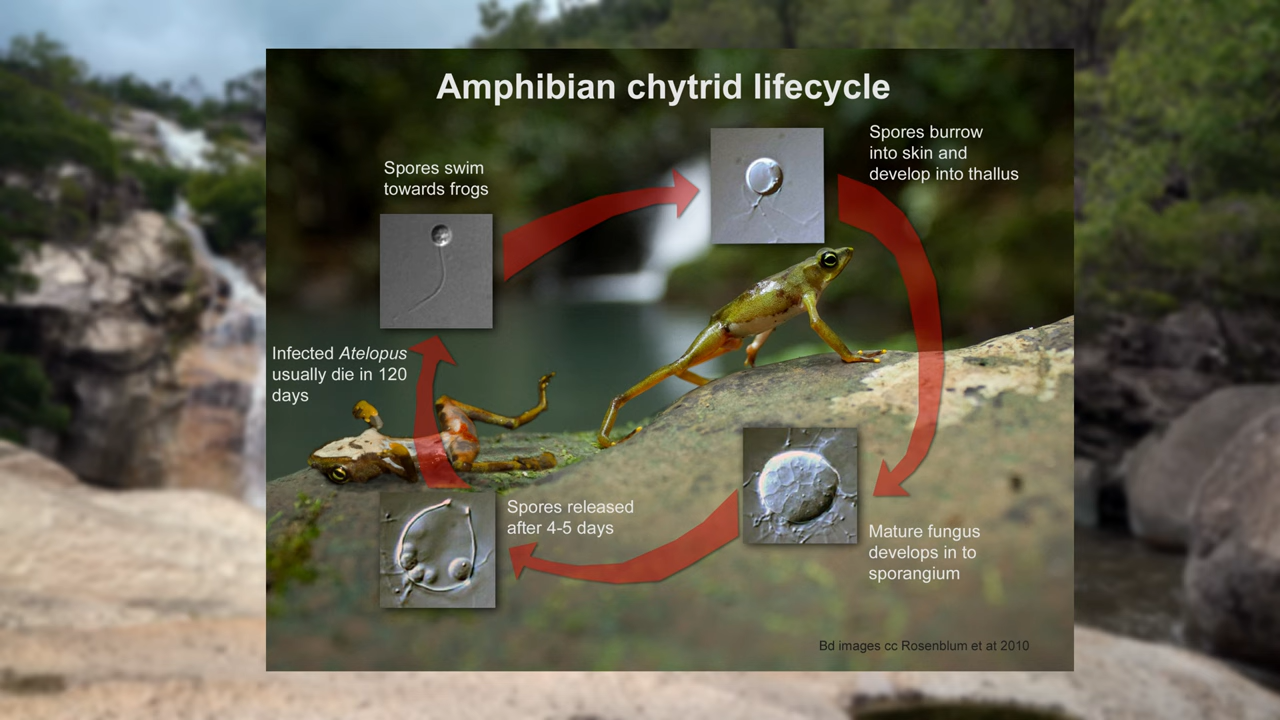 Amphibian chytrid lifecycle
Spores swim
towards frogs
Spores burrow
into skin and
develop into thallus
Infected Atelopus
usually die in 120
days
Spores released
after 4-5 days
Mature fungus
develops in to
sporangium
Bd images cc Rosenblum et at 2010